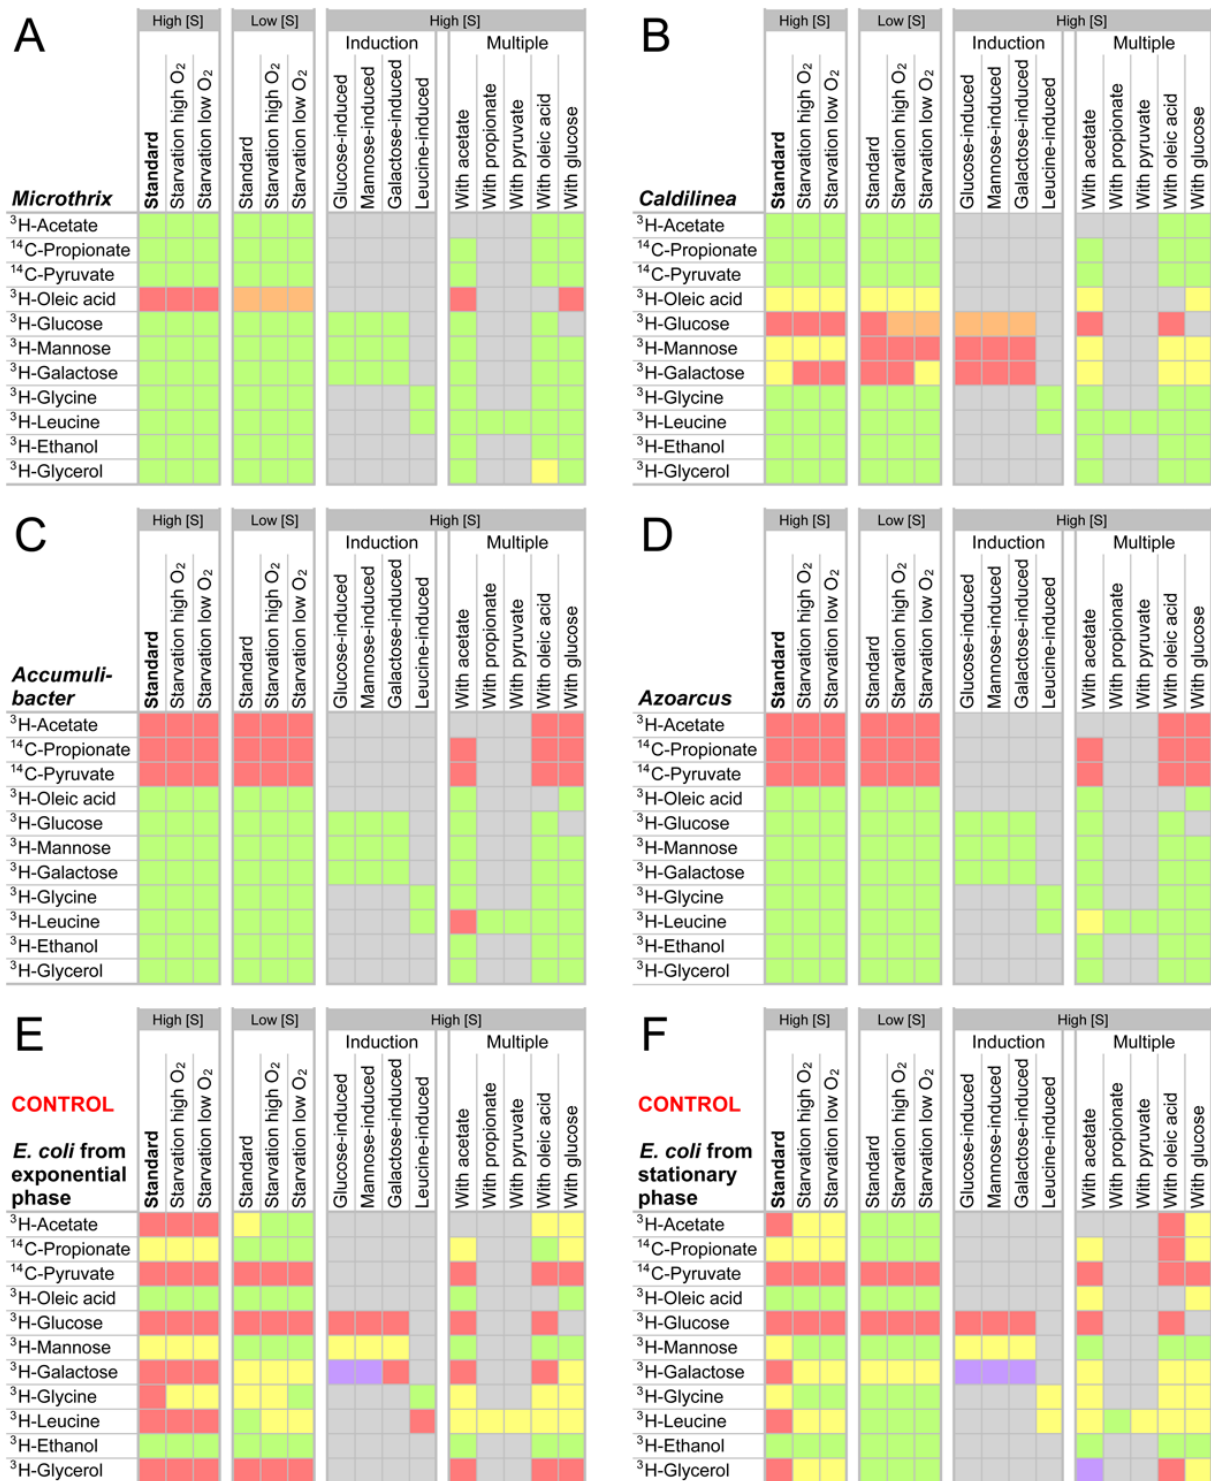 A
High [S]
Low [S]
High [S]
Induction
Multiple
Microthrix
Standard
Starvation high O₂
Starvation low O₂
Standard
Starvation high O₂
Starvation low O₂
Glucose-induced
Mannose-induced
Galactose-induced
Leucine-induced
With acetate
With propionate
With pyruvate
With oleic acid
With glucose
³H-Acetate
¹⁴C-Propionate
¹⁴C-Pyruvate
³H-Oleic acid
³H-Glucose
³H-Mannose
³H-Galactose
³H-Glycine
³H-Leucine
³H-Ethanol
³H-Glycerol
B
High [S]
Low [S]
High [S]
Induction
Multiple
Caldilinea
Standard
Starvation high O₂
Starvation low O₂
Standard
Starvation high O₂
Starvation low O₂
Glucose-induced
Mannose-induced
Galactose-induced
Leucine-induced
With acetate
With propionate
With pyruvate
With oleic acid
With glucose
³H-Acetate
¹⁴C-Propionate
¹⁴C-Pyruvate
³H-Oleic acid
³H-Glucose
³H-Mannose
³H-Galactose
³H-Glycine
³H-Leucine
³H-Ethanol
³H-Glycerol
C
High [S]
Low [S]
High [S]
Induction
Multiple
Accumuli-
bacter
Standard
Starvation high O₂
Starvation low O₂
Standard
Starvation high O₂
Starvation low O₂
Glucose-induced
Mannose-induced
Galactose-induced
Leucine-induced
With acetate
With propionate
With pyruvate
With oleic acid
With glucose
³H-Acetate
¹⁴C-Propionate
¹⁴C-Pyruvate
³H-Oleic acid
³H-Glucose
³H-Mannose
³H-Galactose
³H-Glycine
³H-Leucine
³H-Ethanol
³H-Glycerol
D
High [S]
Low [S]
High [S]
Induction
Multiple
Azoarcus
Standard
Starvation high O₂
Starvation low O₂
Standard
Starvation high O₂
Starvation low O₂
Glucose-induced
Mannose-induced
Galactose-induced
Leucine-induced
With acetate
With propionate
With pyruvate
With oleic acid
With glucose
³H-Acetate
¹⁴C-Propionate
¹⁴C-Pyruvate
³H-Oleic acid
³H-Glucose
³H-Mannose
³H-Galactose
³H-Glycine
³H-Leucine
³H-Ethanol
³H-Glycerol
E
High [S]
Low [S]
High [S]
Induction
Multiple
CONTROL
E. coli from
exponential
phase
Standard
Starvation high O₂
Starvation low O₂
Standard
Starvation high O₂
Starvation low O₂
Glucose-induced
Mannose-induced
Galactose-induced
Leucine-induced
With acetate
With propionate
With pyruvate
With oleic acid
With glucose
³H-Acetate
¹⁴C-Propionate
¹⁴C-Pyruvate
³H-Oleic acid
³H-Glucose
³H-Mannose
³H-Galactose
³H-Glycine
³H-Leucine
³H-Ethanol
³H-Glycerol
F
High [S]
Low [S]
High [S]
Induction
Multiple
CONTROL
E. coli from
stationary
phase
Standard
Starvation high O₂
Starvation low O₂
Standard
Starvation high O₂
Starvation low O₂
Glucose-induced
Mannose-induced
Galactose-induced
Leucine-induced
With acetate
With propionate
With pyruvate
With oleic acid
With glucose
³H-Acetate
¹⁴C-Propionate
¹⁴C-Pyruvate
³H-Oleic acid
³H-Glucose
³H-Mannose
³H-Galactose
³H-Glycine
³H-Leucine
³H-Ethanol
³H-Glycerol